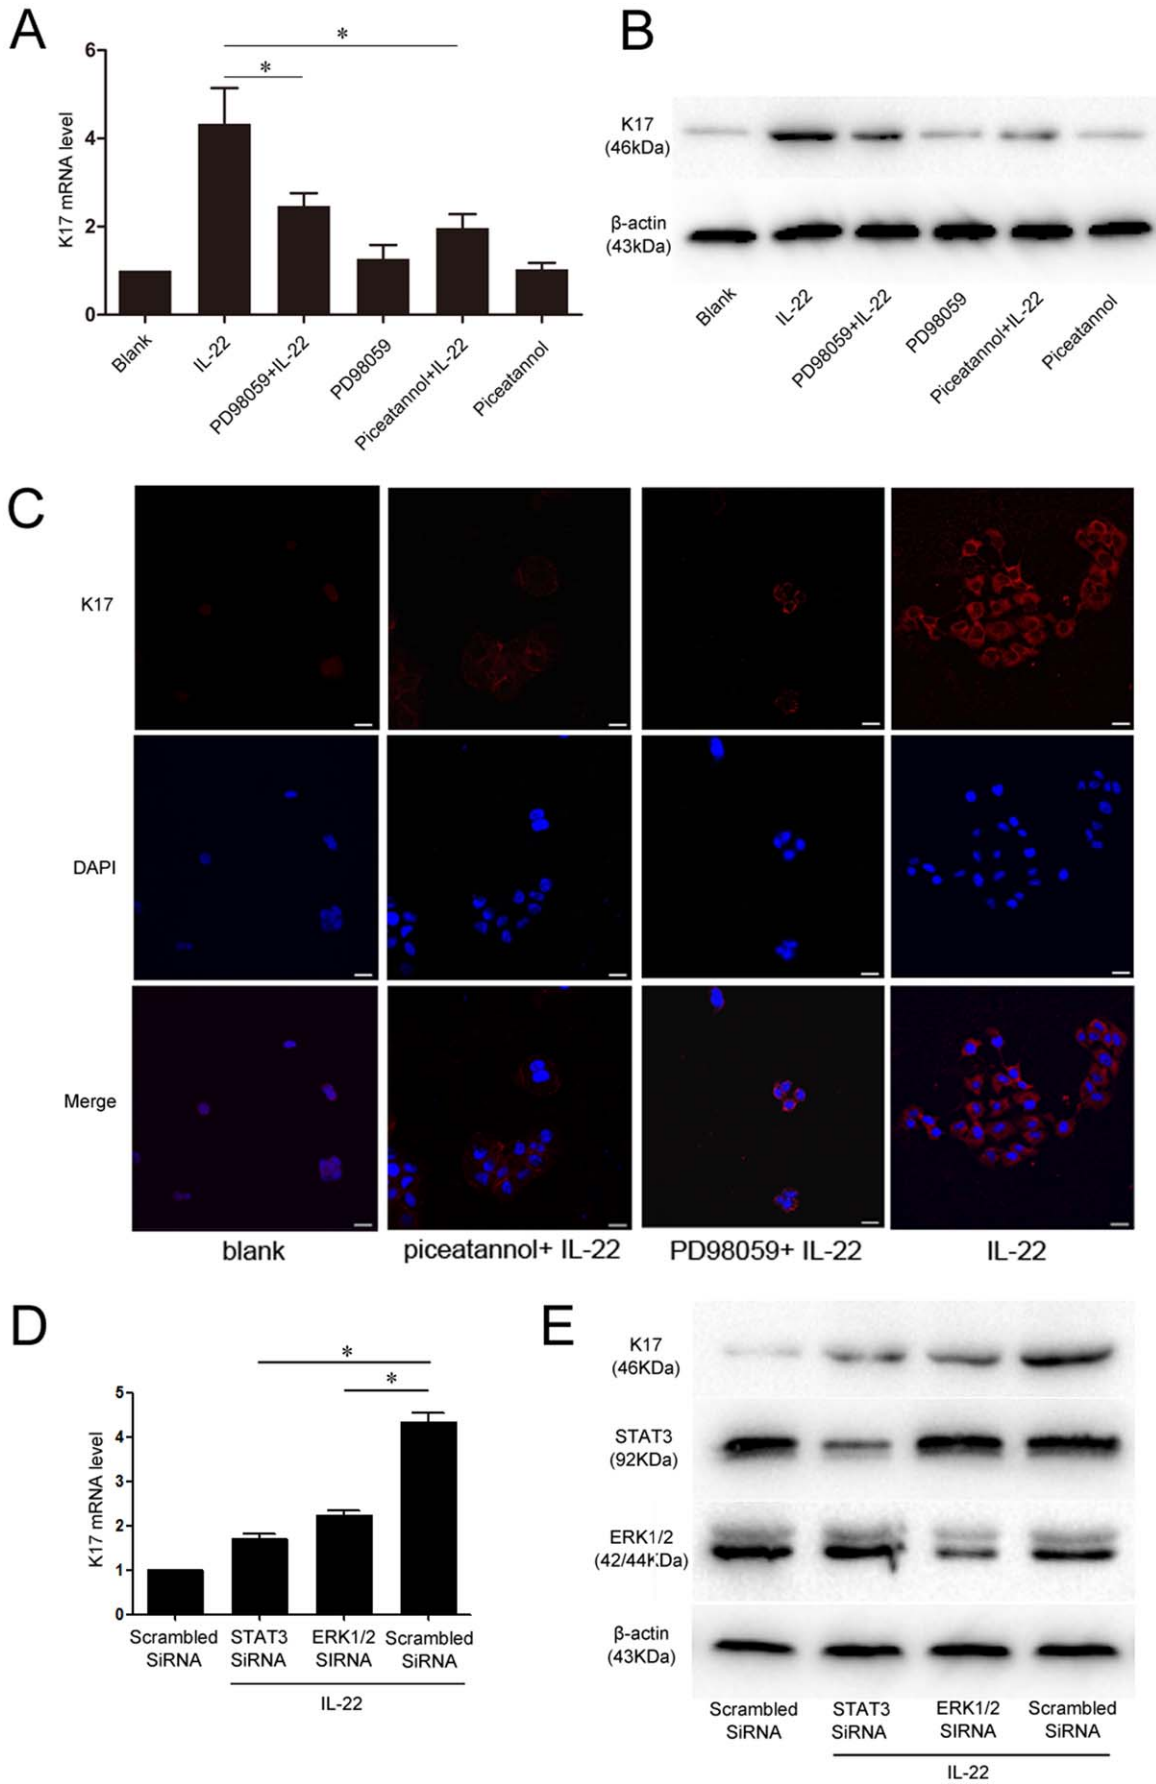 A
K17 mRNA level
6
4
2
0
*
*
Blank
IL-22
PD98059+IL-22
PD98059
Piceatannol+IL-22
Piceatannol
B
K17
(46kDa)
β-actin
(43kDa)
Blank
IL-22
PD98059+IL-22
PD98059
Piceatannol+IL-22
Piceatannol
C
K17
DAPI
Merge
blank
piceatannol+ IL-22
PD98059+ IL-22
IL-22
D
K17 mRNA level
5
4
3
2
1
0
*
*
Scrambled
SiRNA
STAT3
SiRNA
ERK1/2
SIRNA
Scrambled
SiRNA
IL-22
E
K17
(46KDa)
STAT3
(92KDa)
ERK1/2
(42/44KDa)
β-actin
(43KDa)
Scrambled
SiRNA
STAT3
SiRNA
ERK1/2
SIRNA
Scrambled
SiRNA
IL-22